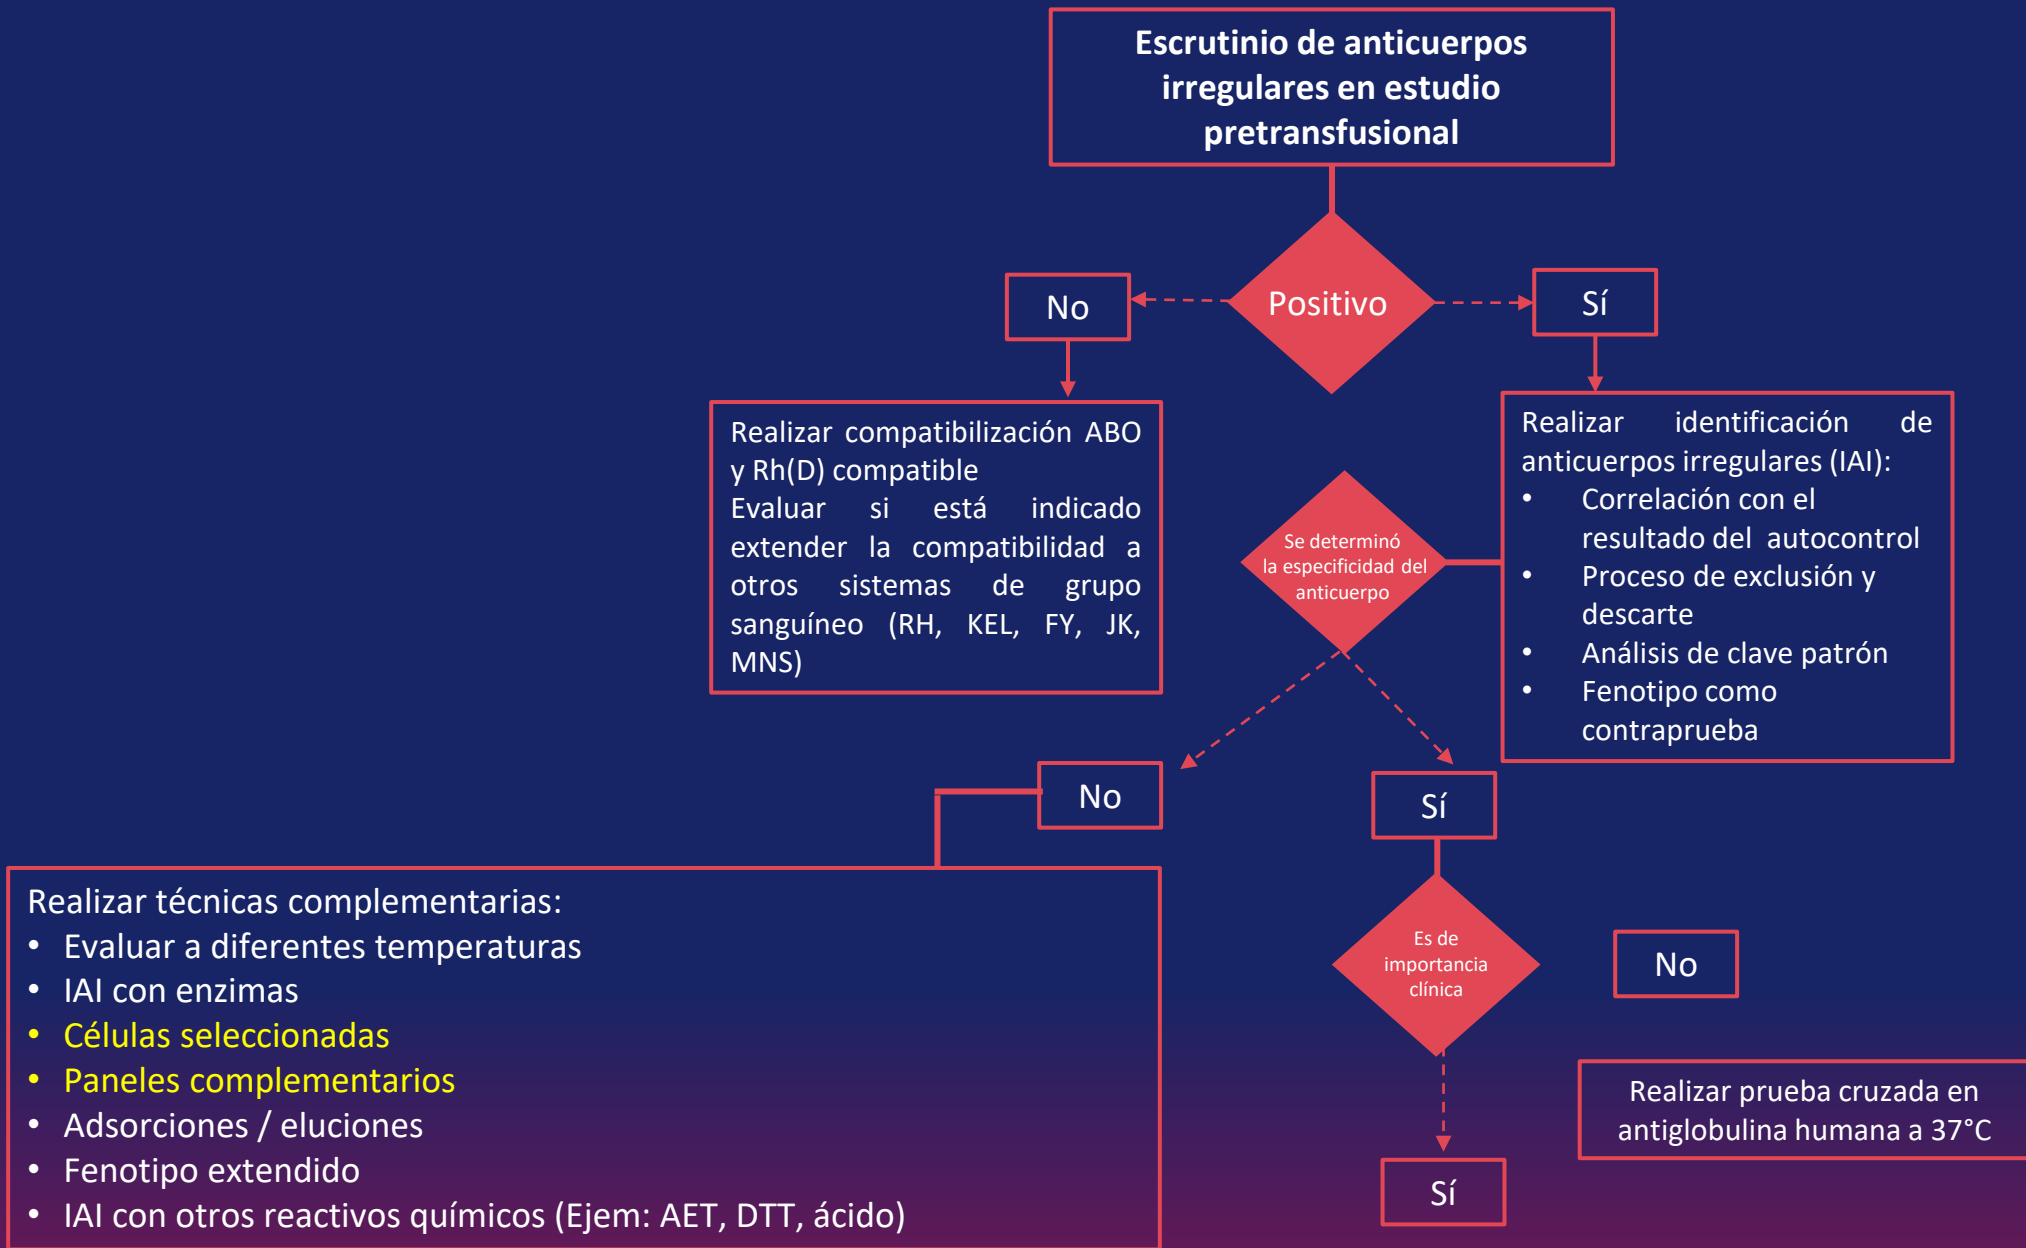 Escrutinio de anticuerpos
irregulares en estudio
pretransfusional
Positivo
No
Sí
Realizar compatibilización ABO
y Rh(D) compatible
Evaluar si está indicado
extender la compatibilidad a
otros sistemas de grupo
sanguíneo (RH, KEL, FY, JK,
MNS)
Realizar identificación de
anticuerpos irregulares (IAI):
• Correlación con el
resultado del autocontrol
• Proceso de exclusión y
descarte
• Análisis de clave patrón
• Fenotipo como
contraprueba
Se determinó
la especificidad del
anticuerpo
No
Sí
Realizar técnicas complementarias:
• Evaluar a diferentes temperaturas
• IAI con enzimas
• Células seleccionadas
• Paneles complementarios
• Adsorciones / eluciones
• Fenotipo extendido
• IAI con otros reactivos químicos (Ejem: AET, DTT, ácido)
Es de
importancia
clínica
No
Realizar prueba cruzada en
antiglobulina humana a 37°C
Sí